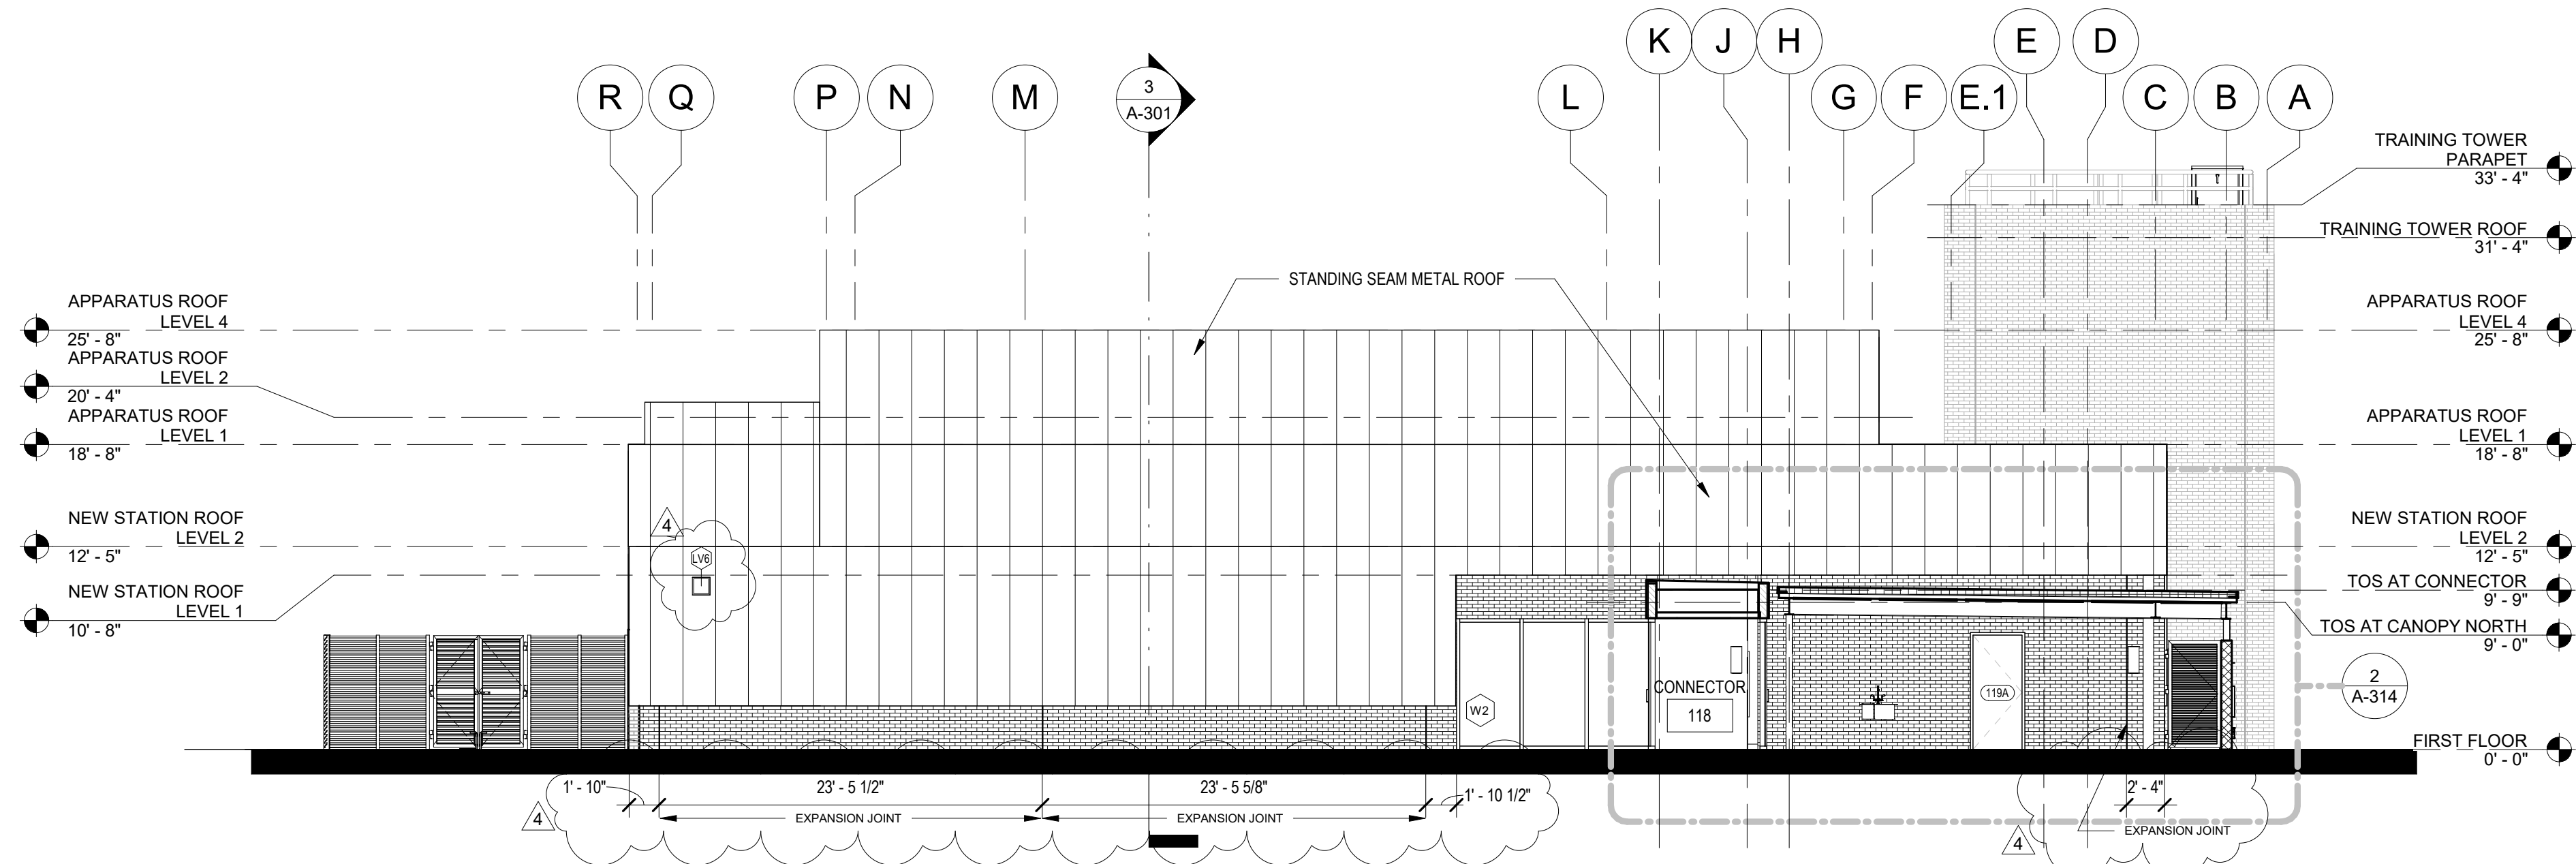 K J H E D
R Q P N M 3 L G F E.1 C B A
A-301
TRAINING TOWER
PARAPET
33' - 4"
TRAINING TOWER ROOF
31' - 4"
STANDING SEAM METAL ROOF
APPARATUS ROOF
LEVEL 4
25' - 8"
APPARATUS ROOF
LEVEL 2
20' - 4"
APPARATUS ROOF
LEVEL 1
18' - 8"
NEW STATION ROOF
LEVEL 2
12' - 5"
NEW STATION ROOF
LEVEL 1
10' - 8"
APPARATUS ROOF
LEVEL 4
25' - 8"
APPARATUS ROOF
LEVEL 1
18' - 8"
NEW STATION ROOF
LEVEL 2
12' - 5"
TOS AT CONNECTOR
9' - 9"
TOS AT CANOPY NORTH
9' - 0"
2
A-314
FIRST FLOOR
0' - 0"
4
LV6
W2
CONNECTOR
118
119A
1' - 10"
23' - 5 1/2"
23' - 5 5/8"
1' - 10 1/2"
2' - 4"
4
EXPANSION JOINT
EXPANSION JOINT
EXPANSION JOINT
4